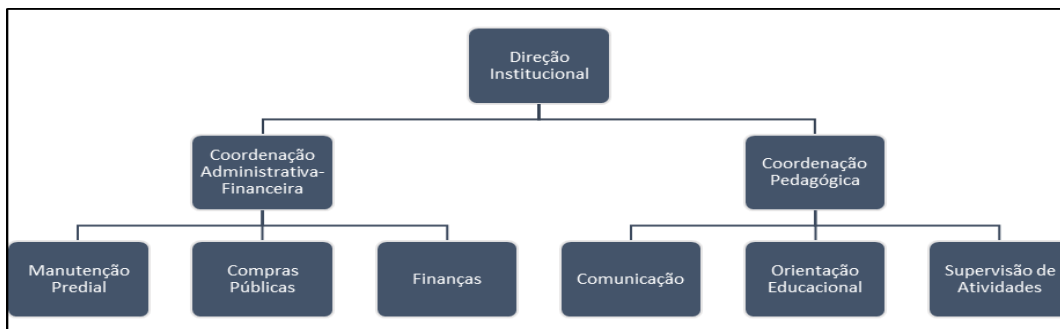 Direção
Institucional
Coordenação
Administrativa-
Financeira
Coordenação
Pedagógica
Manutenção
Predial
Compras
Públicas
Finanças
Comunicação
Orientação
Educacional
Supervisão de
Atividades